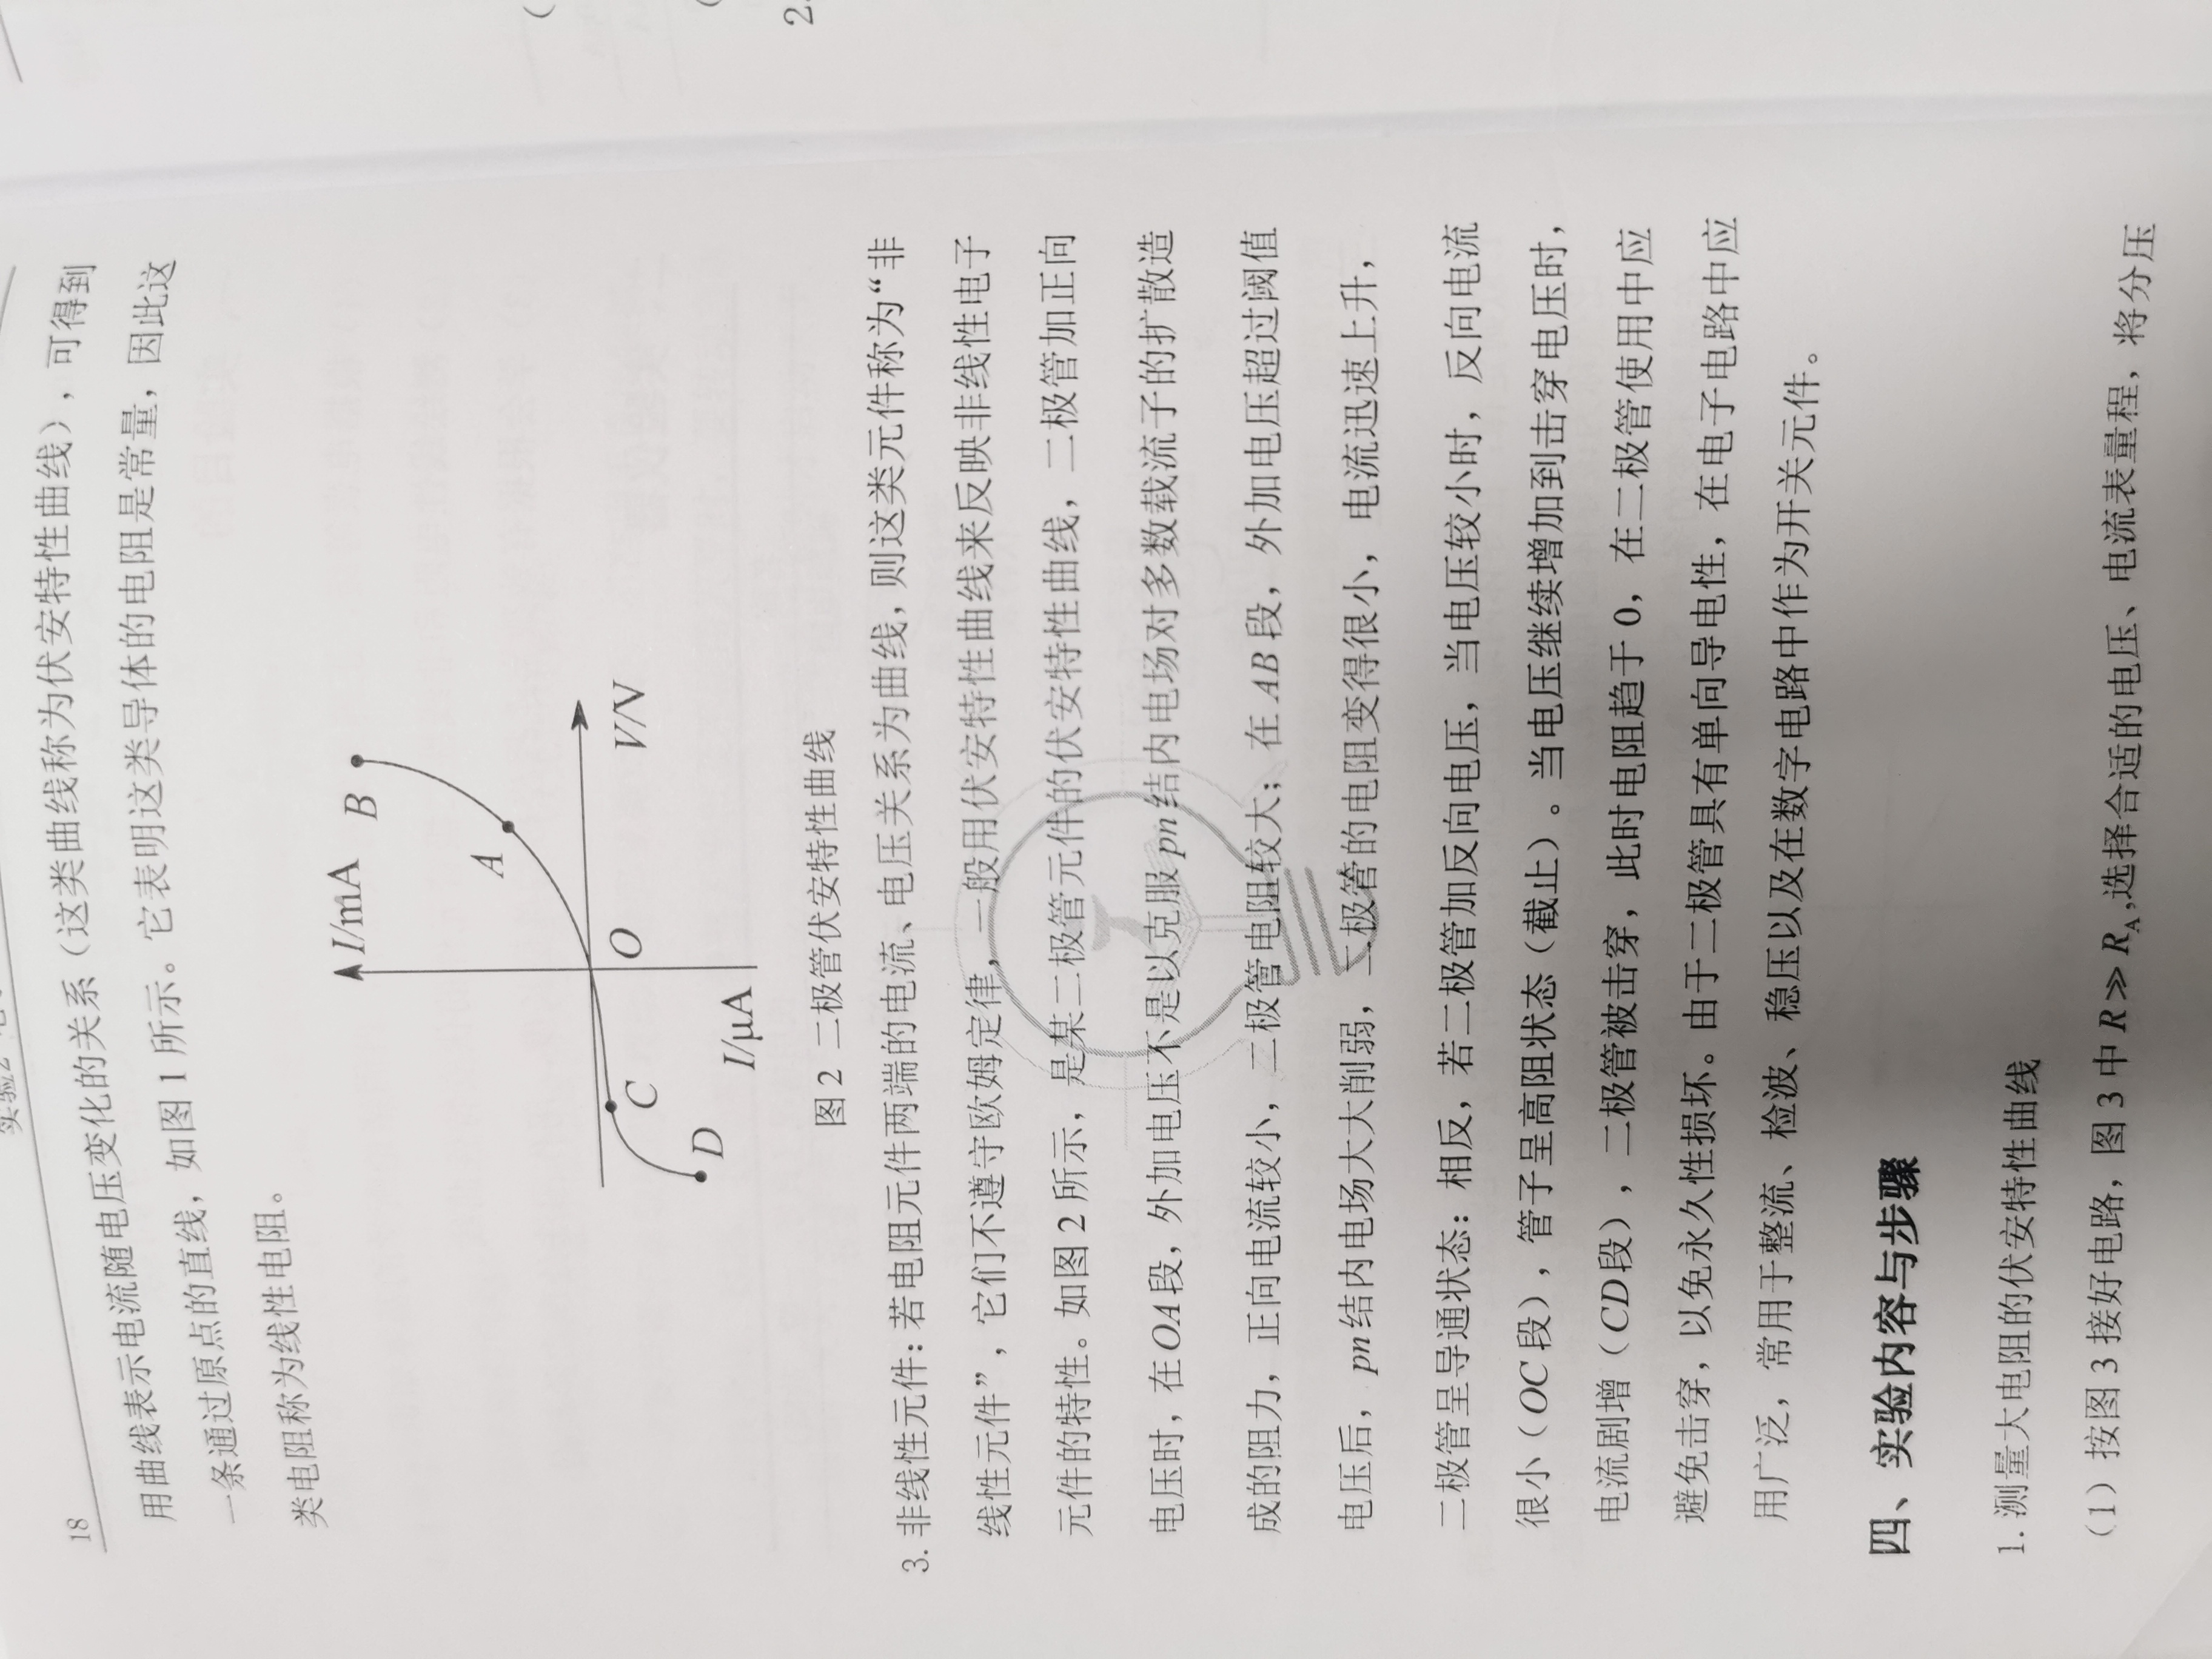 18
用曲线表示电流随电压变化的关系（这类曲线称为伏安特性曲线），可得到
一条通过原点的直线，如图 1 所示。它表明这类导体的电阻是常量，因此这
类电阻称为线性电阻。
I/mA
B
A
O
V/V
C
D
I/μA
图 2 二极管伏安特性曲线
3. 非线性元件：若电阻元件两端的电流、电压关系为曲线，则这类元件称为“非
线性元件”，它们不遵守欧姆定律，一般用伏安特性曲线来反映非线性电子
元件的特性。如图 2 所示，是某二极管元件的伏安特性曲线，二极管加正向
电压时，在OA段，外加电压不是以克服 pn结内电场对多数载流子的扩散造
成的阻力，正向电流较小，二极管电阻较大；在 AB 段，外加电压超过阈值
电压后，pn结内电场大大削弱，二极管的电阻变得很小，电流迅速上升，
二极管呈导通状态：相反，若二极管加反向电压，当电压较小时，反向电流
很小（OC 段），管子呈高阻状态（截止）。当电压继续增加到击穿电压时，
电流剧增（CD段），二极管被击穿，此时电阻趋于 0，在二极管使用中应
避免击穿，以免永久性损坏。由于二极管具有单向导电性，在电子电路中应
用广泛，常用于整流、检波、稳压以及在数字电路中作为开关元件。
四、实验内容与步骤
1. 测量大电阻的伏安特性曲线
（1）按图 3 接好电路，图 3 中 R≫R_A,选择合适的电压、电流表量程，将分压
2.